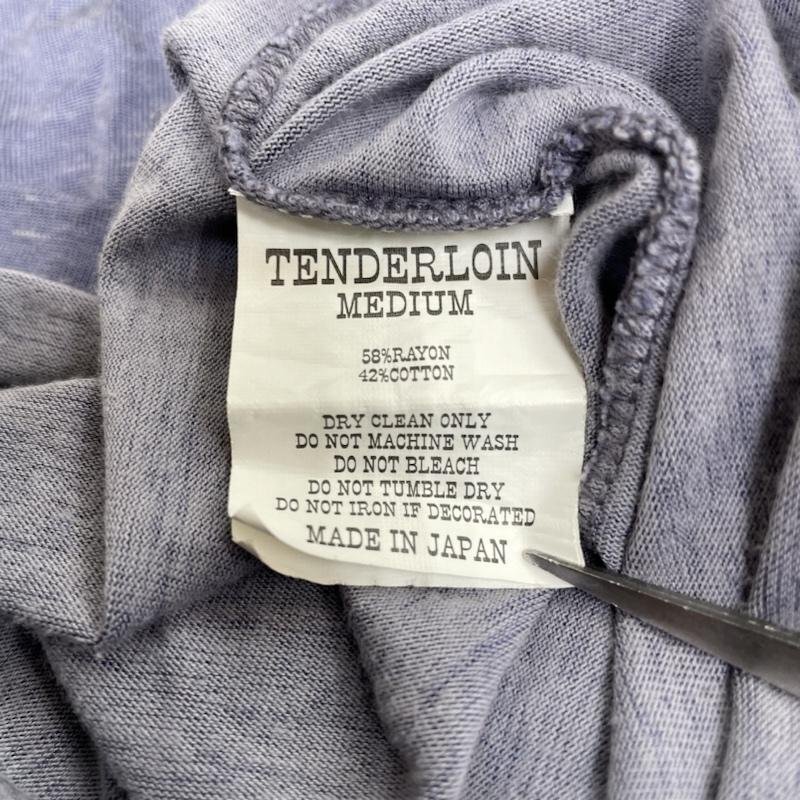 TENDERLOIN
MEDIUM
58%RAYON
42%COTTON
DRY CLEAN ONLY
DO NOT MACHINE WASH
DO NOT BLEACH
DO NOT TUMBLE DRY
DO NOT IRON IF DECORATED
MADE IN JAPAN